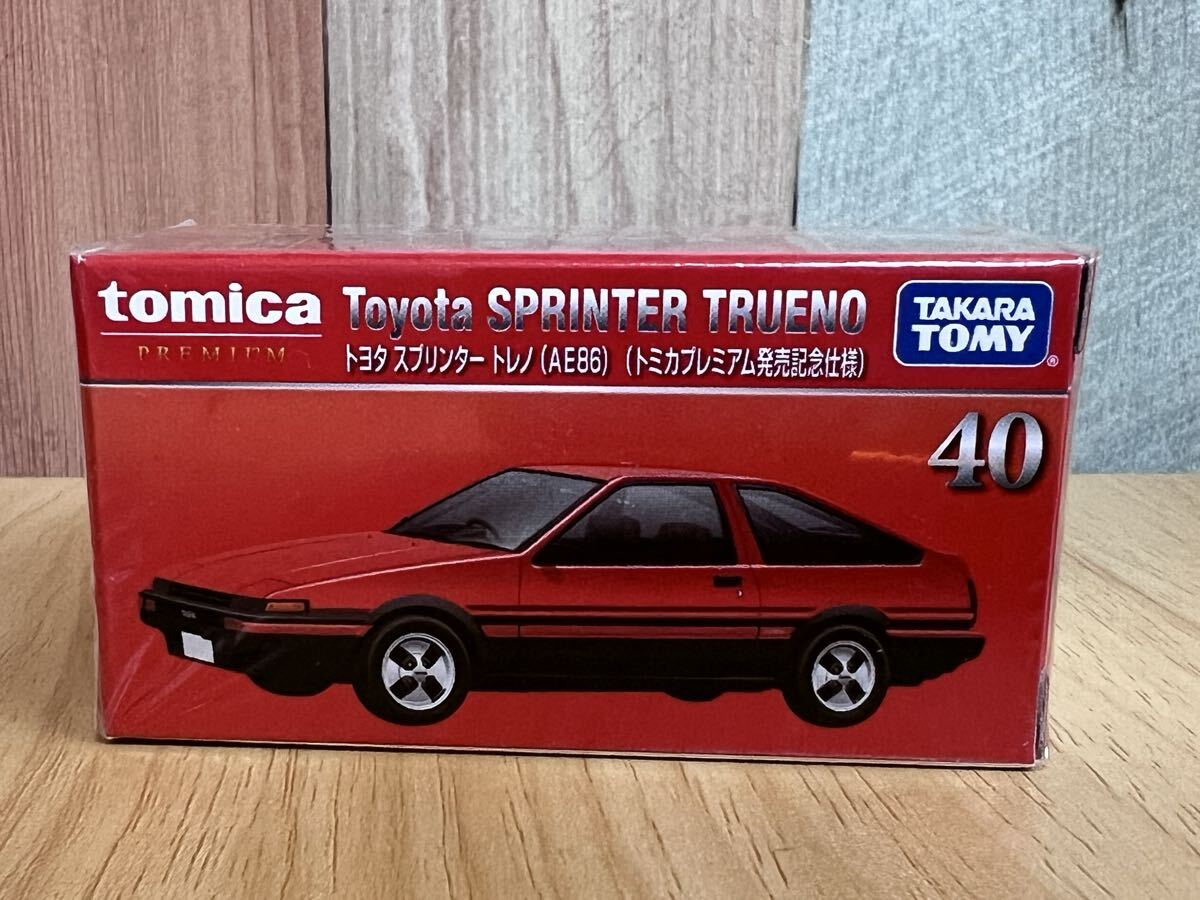 tomica
PREMIUM
Toyota SPRINTER TRUENO
トヨタ スプリンター トレノ(AE86) (トミカプレミアム発売記念仕様)
TAKARA
TOMY
®
40